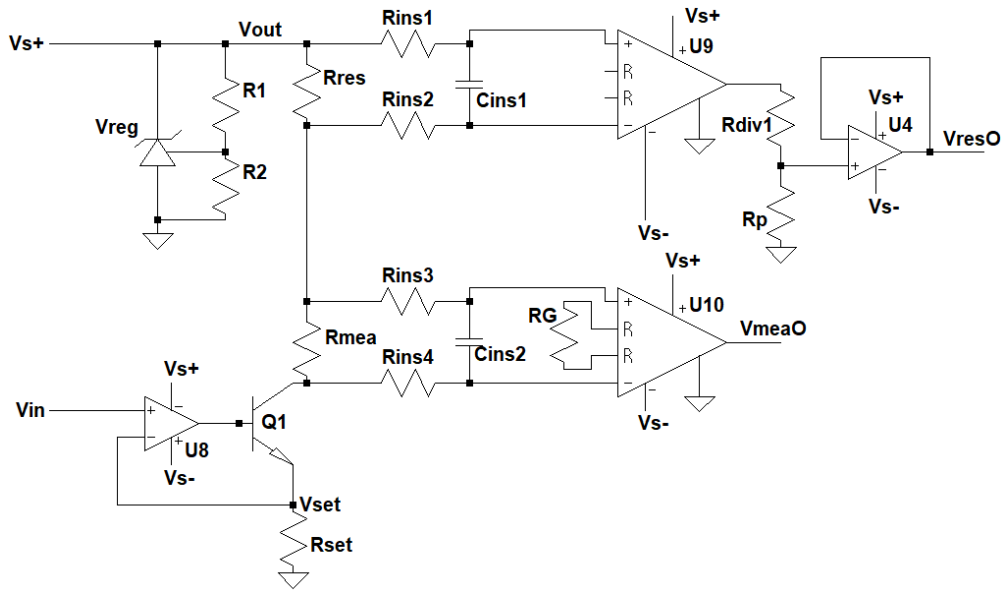 Vs+
Vout
Rins1
Vs+
+
+
U9
R1
Rres
Rins2
Cins1
R
R
Vreg
R2
-
-
Vs-
Rdiv1
Rp
Vs+
-
+
U4
+
-
VresO
Vs-
Rins3
Vs+
+
+
U10
RG
R
R
Rmea
Rins4
Cins2
-
-
Vs-
VmeaO
Vs+
Vin
+
-
-
+
U8
Q1
Vs-
Vset
Rset